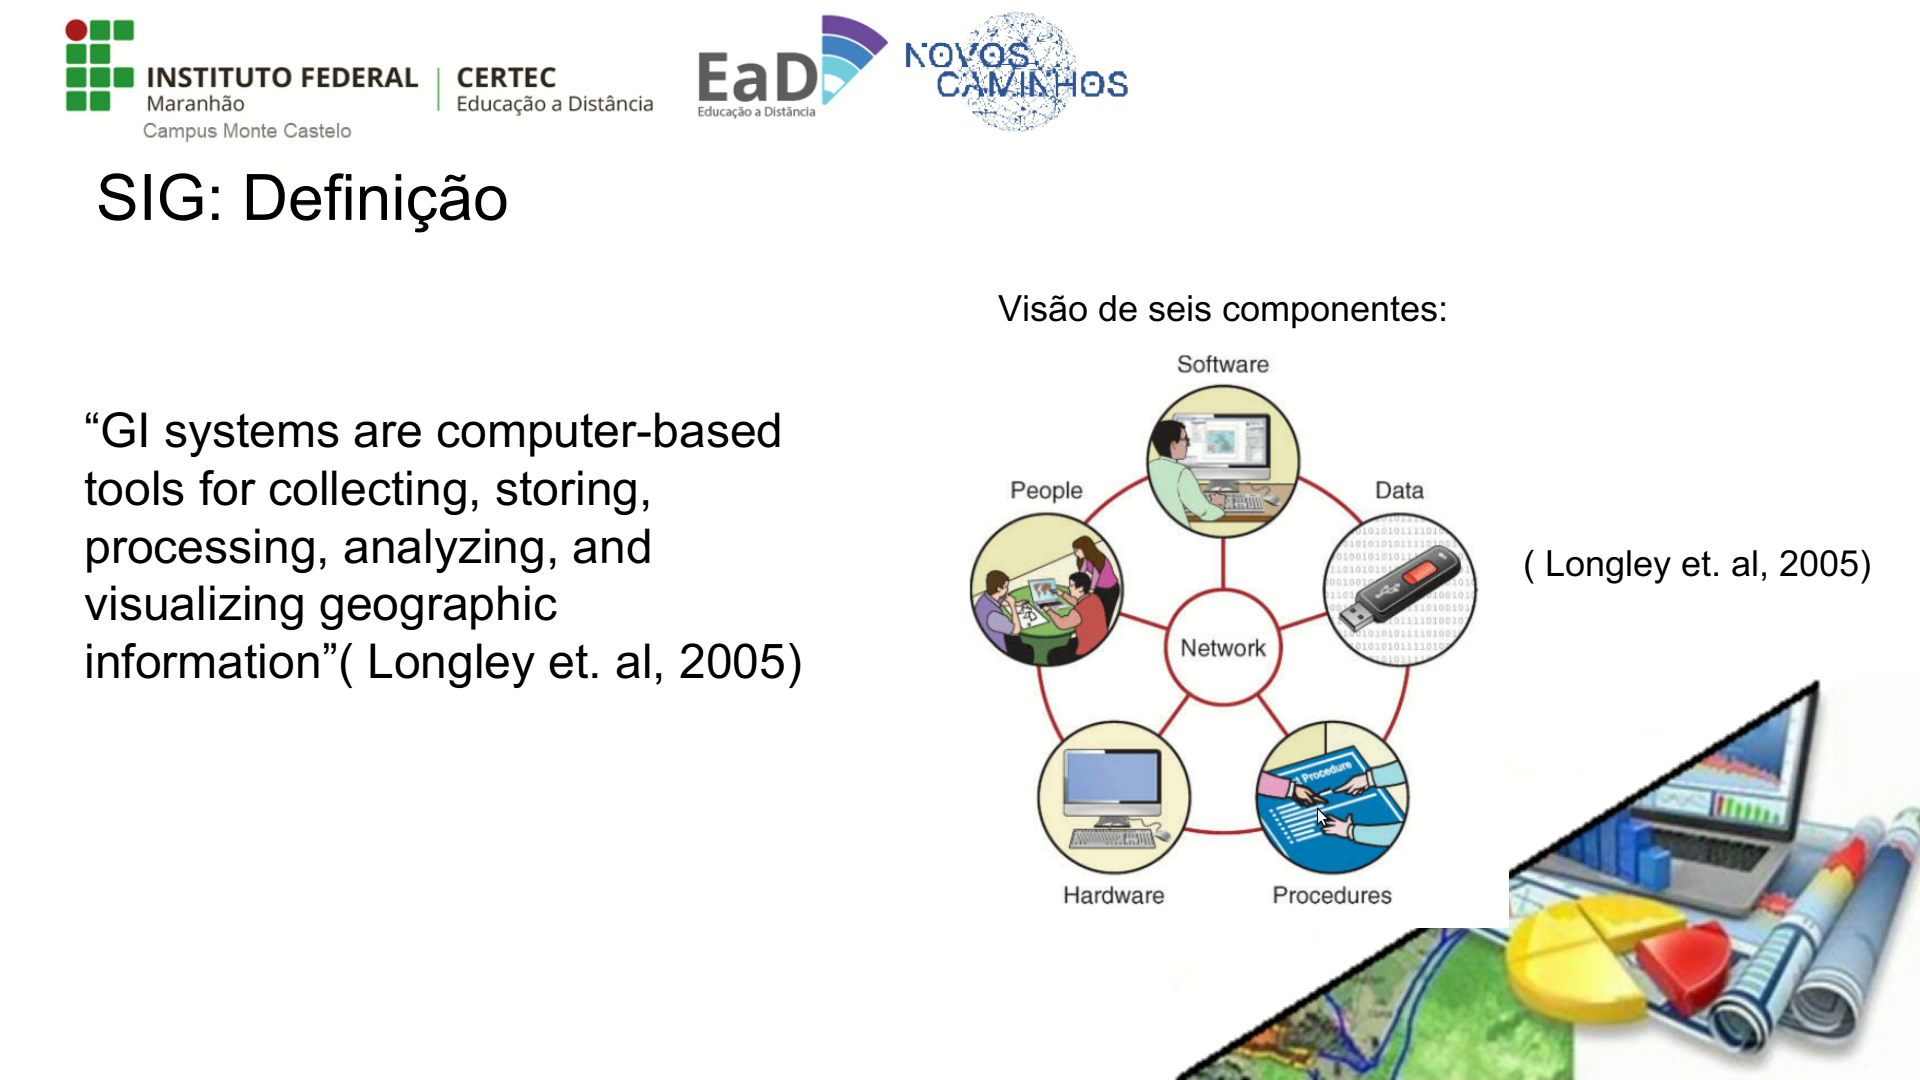 INSTITUTO FEDERAL
Maranhão
Campus Monte Castelo
CERTEC
Educação a Distância
EaD
Educação a Distância
NOVOS
CAMINHOS
SIG: Definição
“GI systems are computer-based
tools for collecting, storing,
processing, analyzing, and
visualizing geographic
information”( Longley et. al, 2005)
Visão de seis componentes:
Software
People
Data
Network
Procedure
Hardware
Procedures
( Longley et. al, 2005)